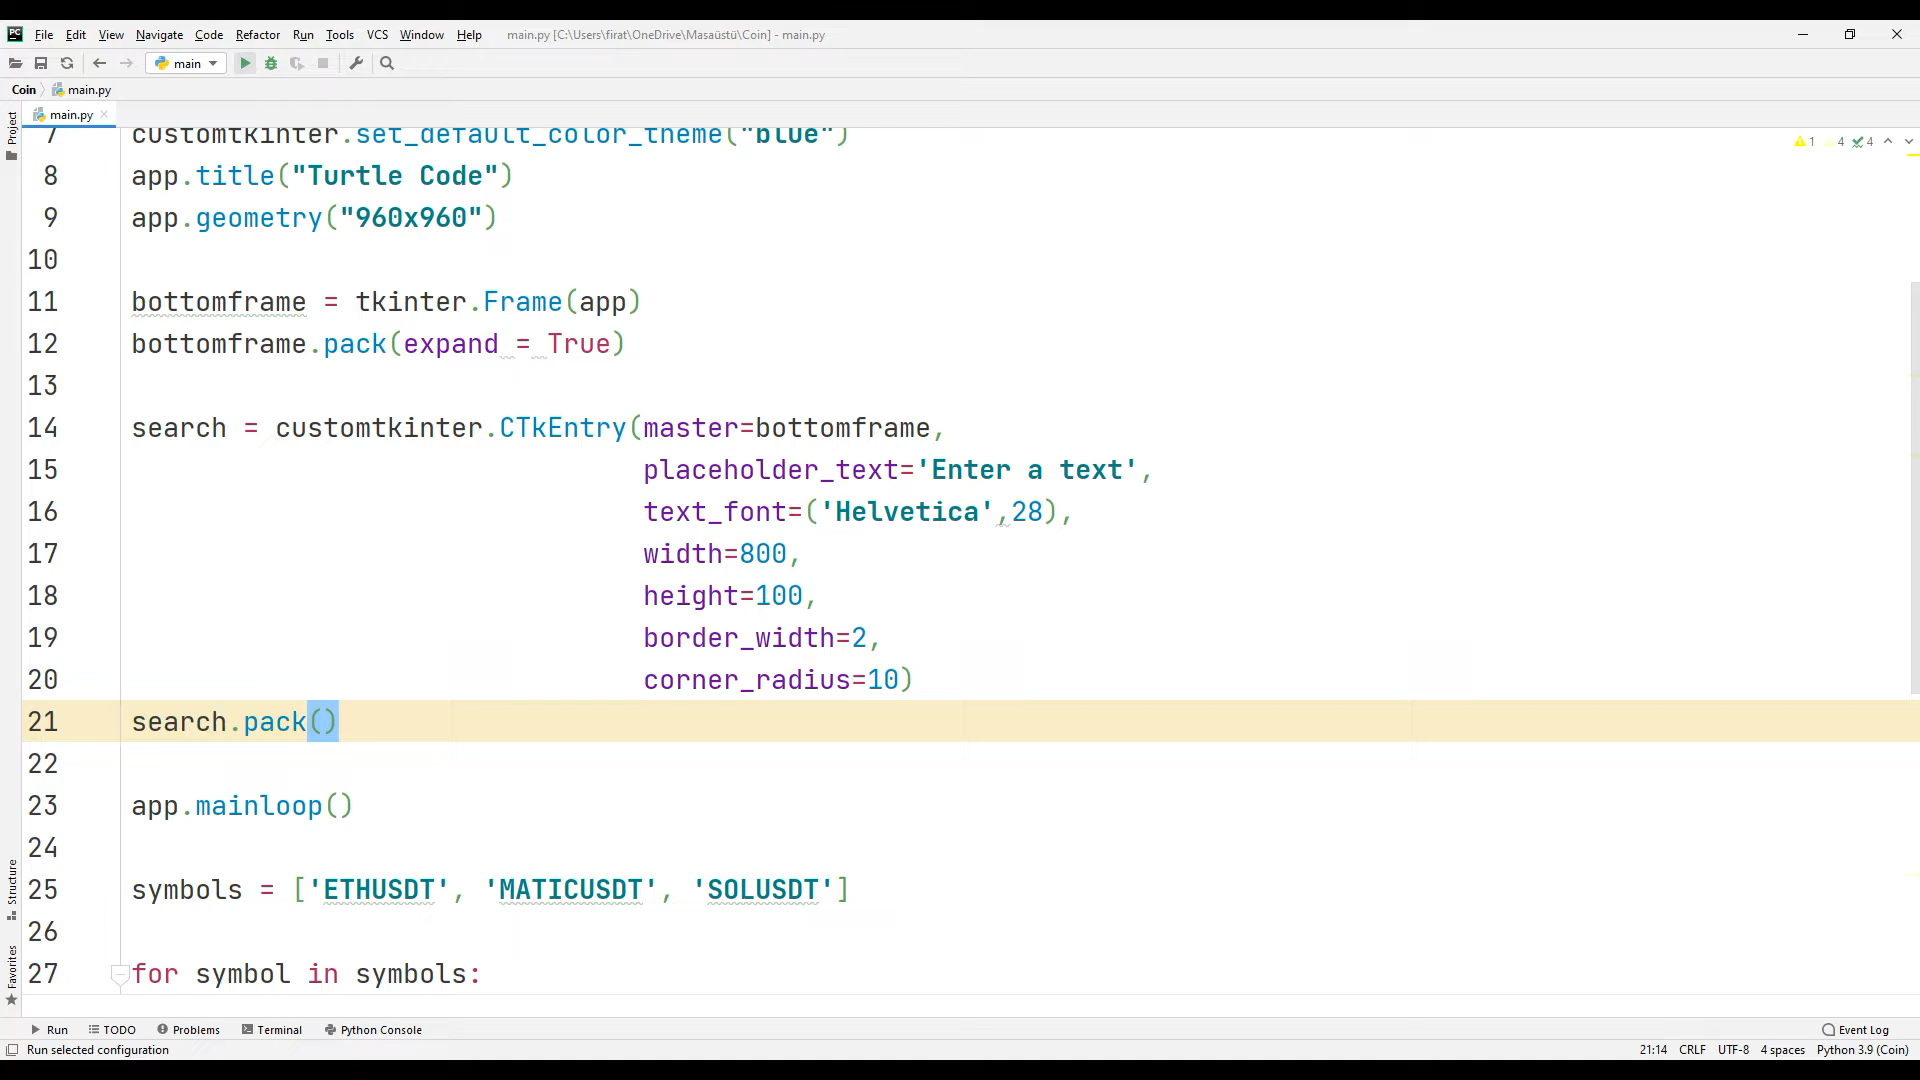 File Edit View Navigate Code Refactor Run Tools VCS Window Help main.py [C:\Users\firat\OneDrive\Masaüstü\Coin] - main.py
main
Coin main.py
main.py
Project
1 4 4
7 customtkinter.set_default_color_theme("blue")
8 app.title("Turtle Code")
9 app.geometry("960x960")
10
11 bottomframe = tkinter.Frame(app)
12 bottomframe.pack(expand = True)
13
14 search = customtkinter.CTkEntry(master=bottomframe,
15 placeholder_text='Enter a text',
16 text_font=('Helvetica',28),
17 width=800,
18 height=100,
19 border_width=2,
20 corner_radius=10)
21 search.pack()
22
23 app.mainloop()
24
25 symbols = ['ETHUSDT', 'MATICUSDT', 'SOLUSDT']
26
27 for symbol in symbols:
Structure
Favorites
Run TODO Problems Terminal Python Console Event Log
Run selected configuration 21:14 CRLF UTF-8 4 spaces Python 3.9 (Coin)